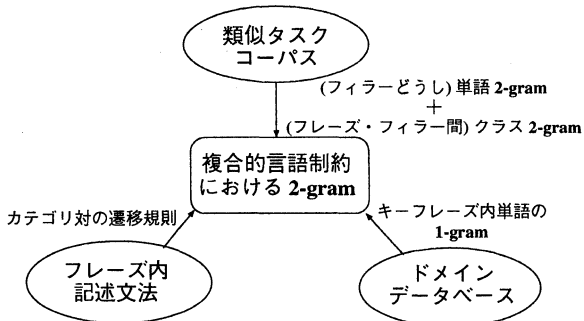 類似タスク
コーパス
(フィラーどうし) 単語 2-gram
+
(フレーズ・フィラー間) クラス 2-gram
複合的言語制約
における 2-gram
カテゴリ対の遷移規則
キーフレーズ内単語の
1-gram
フレーズ内
記述文法
ドメイン
データベース